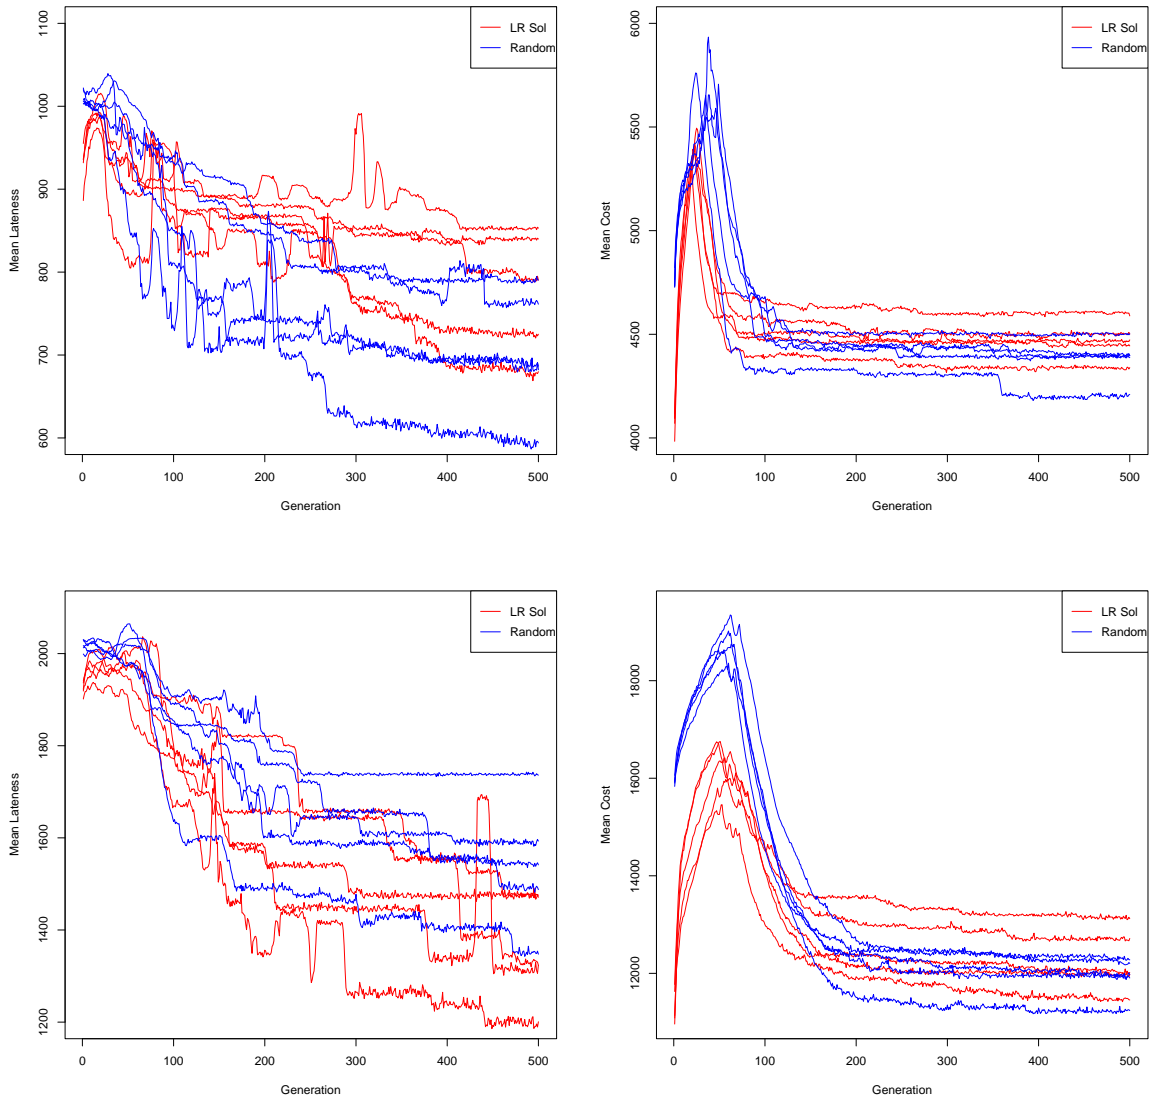 LR Sol
Random
1100
1000
900
800
700
600
Mean Lateness
0 100 200 300 400 500
Generation
LR Sol
Random
6000
5500
5000
4500
4000
Mean Cost
0 100 200 300 400 500
Generation
LR Sol
Random
2000
1800
1600
1400
1200
Mean Lateness
0 100 200 300 400 500
Generation
LR Sol
Random
18000
16000
14000
12000
Mean Cost
0 100 200 300 400 500
Generation